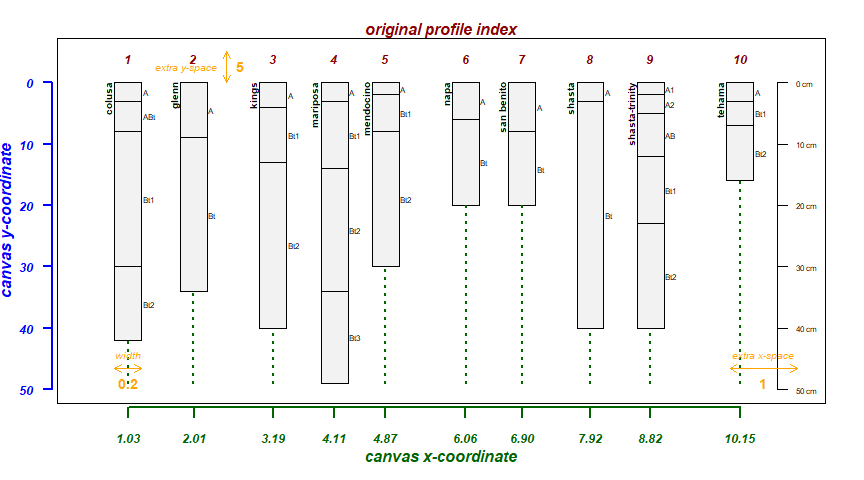 original profile index
1 2 3 4 5 6 7 8 9 10
extra y-space 5
canvas y-coordinate
0
10
20
30
40
50
colusa
A
ABt
Bt1
Bt2
glenn
A
Bt
kings
A
Bt1
Bt2
mariposa
A
Bt1
Bt2
Bt3
mendocino
A
Bt1
Bt2
napa
A
Bt
san benito
A
Bt
shasta
A
Bt
shasta-trinity
A1
A2
AB
Bt1
Bt2
tehama
A
Bt1
Bt2
0 cm
10 cm
20 cm
30 cm
40 cm
50 cm
width
0.2
extra x-space
1
1.03 2.01 3.19 4.11 4.87 6.06 6.90 7.92 8.82 10.15
canvas x-coordinate